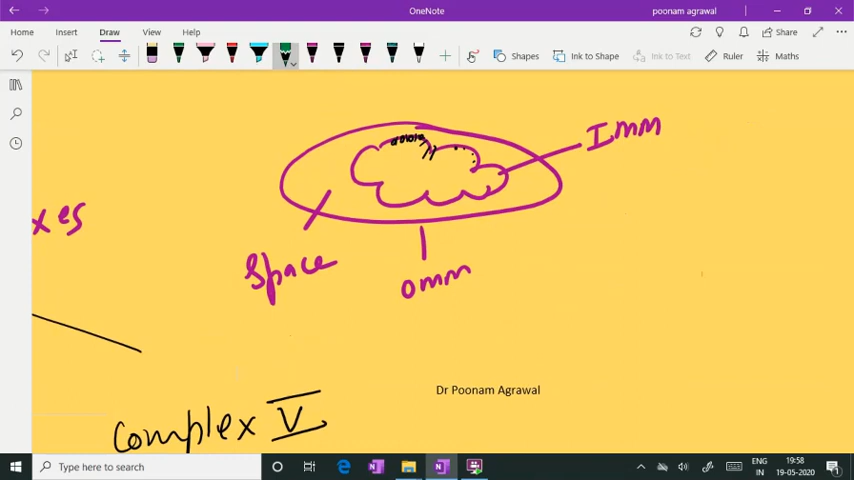 OneNote
poonam agrawal
Home Insert Draw View Help
Share
Shapes Ink to Shape Ink to Text Ruler Maths
Imm
xes
Space
omm
Dr Poonam Agrawal
Complex V
Type here to search
ENG
IN
19:58
19-05-2020